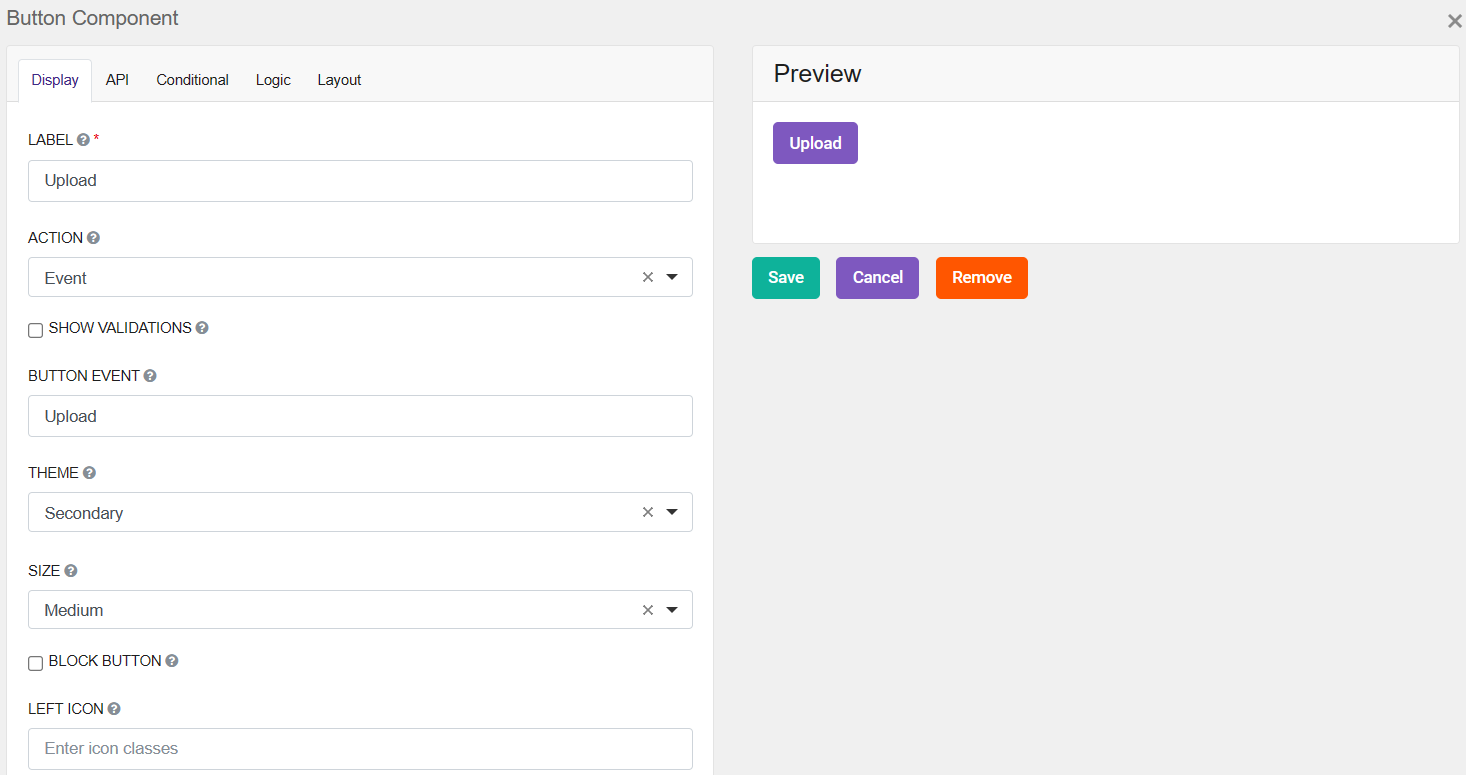 Button Component
Display API Conditional Logic Layout
LABEL *
Upload
ACTION
Event
SHOW VALIDATIONS
BUTTON EVENT
Upload
THEME
Secondary
SIZE
Medium
BLOCK BUTTON
LEFT ICON
Enter icon classes
Preview
Upload
Save Cancel Remove